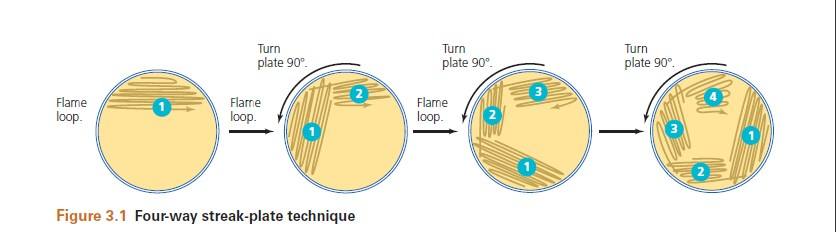 Flame
loop.
1
Turn
plate 90°.
Flame
loop.
1
2
Turn
plate 90°.
Flame
loop.
2
3
1
Turn
plate 90°.
3
4
1
2
Figure 3.1 Four-way streak-plate technique